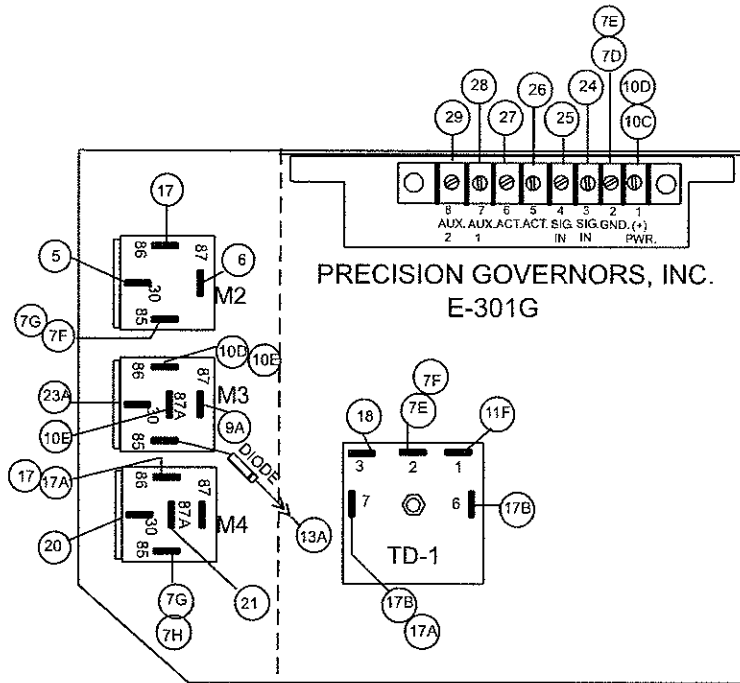 7E
7D
10D
10C
29
28
27
26
25
24
8 7 6 5 4 3 2 1
AUX. AUX. ACT. ACT. SIG. SIG. GND. (+)
2 1 IN IN PWR.
PRECISION GOVERNORS, INC.
E-301G
17
5
86
87
6
30
M2
85
7G
7F
10D
10E
86
87
M3
23A
87A
30
9A
10E
85
DIODE
17
17A
86
87
M4
87A
30
20
85
13A
7G
7H
21
7F
7E
18
11F
3
2
1
7
6
17B
TD-1
17B
17A